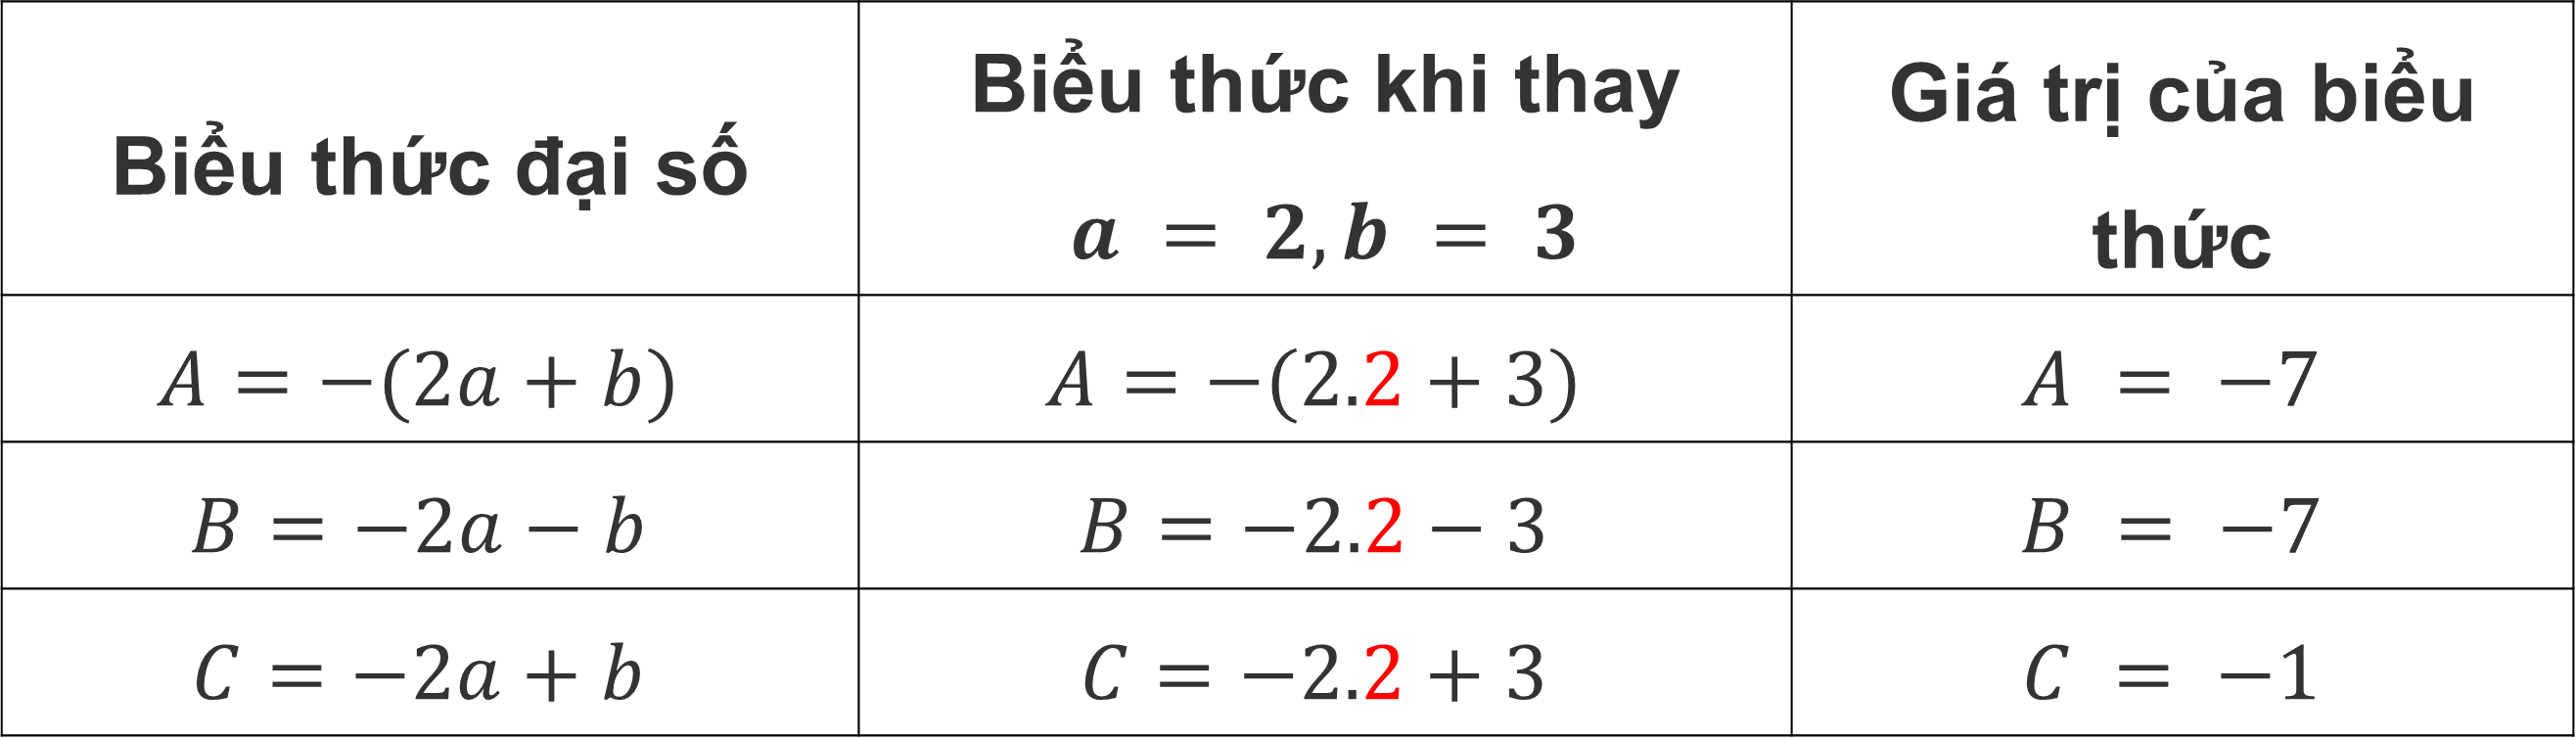 Biểu thức đại số
Biểu thức khi thay
a = 2, b = 3
Giá trị của biểu
thức
A = −(2a + b)
A = −(2.2 + 3)
A = −7
B = −2a − b
B = −2.2 − 3
B = −7
C = −2a + b
C = −2.2 + 3
C = −1